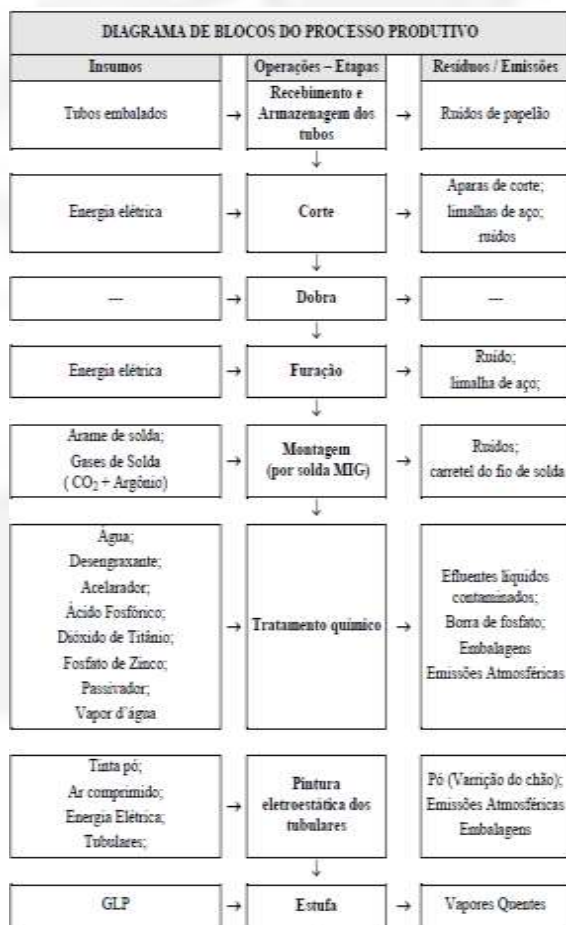 DIAGRAMA DE BLOCOS DO PROCESSO PRODUTIVO
Insumos
Operações – Etapas
Resíduos / Emissões
Tubos embalados
→
Recebimento e
Armazenagem dos
tubos
→
Ruidos de papelão
↓
Energia elétrica
→
Corte
→
Aparas de corte;
limalhas de aço;
ruidos
↓
---
→
Dobra
→
---
↓
Energia elétrica
→
Furação
→
Ruído;
limalha de aço;
↓
Arame de solda;
Gases de Solda
( CO₂ + Argônio)
→
Montagem
(por solda MIG)
→
Ruidos;
carretel do fio de solda
↓
Água;
Desengraxante;
Acelarador;
Ácido Fosfórico;
Dióxido de Titânio;
Fosfato de Zinco;
Passivador;
Vapor d'água
→
Tratamento químico
→
Efluentes líquidos
contaminados;
Borra de fosfato;
Embalagens
Emissões Atmosféricas
Tinta pó;
Ar comprimido;
Energia Elétrica;
Tubulares;
→
Pintura
eletroestática dos
tubulares
→
Pó (Varrição do chão);
Emissões Atmosféricas
Embalagens
↓
GLP
→
Estufa
→
Vapores Quentes